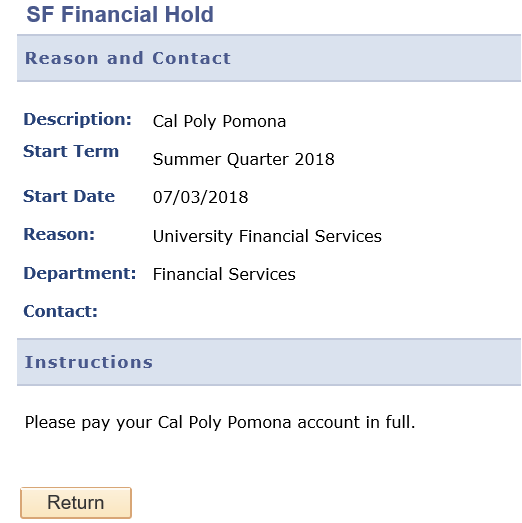 SF Financial Hold
Reason and Contact
Description: Cal Poly Pomona
Start Term Summer Quarter 2018
Start Date 07/03/2018
Reason: University Financial Services
Department: Financial Services
Contact:
Instructions
Please pay your Cal Poly Pomona account in full.
Return